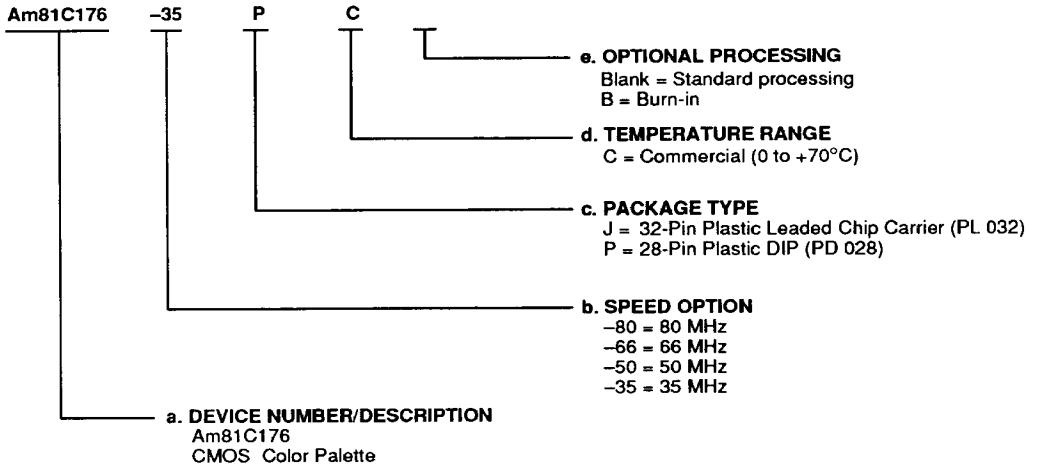 Am81C176 –35 P C
e. OPTIONAL PROCESSING
Blank = Standard processing
B = Burn-in
d. TEMPERATURE RANGE
C = Commercial (0 to +70°C)
c. PACKAGE TYPE
J = 32-Pin Plastic Leaded Chip Carrier (PL 032)
P = 28-Pin Plastic DIP (PD 028)
b. SPEED OPTION
–80 = 80 MHz
–66 = 66 MHz
–50 = 50 MHz
–35 = 35 MHz
a. DEVICE NUMBER/DESCRIPTION
Am81C176
CMOS Color Palette